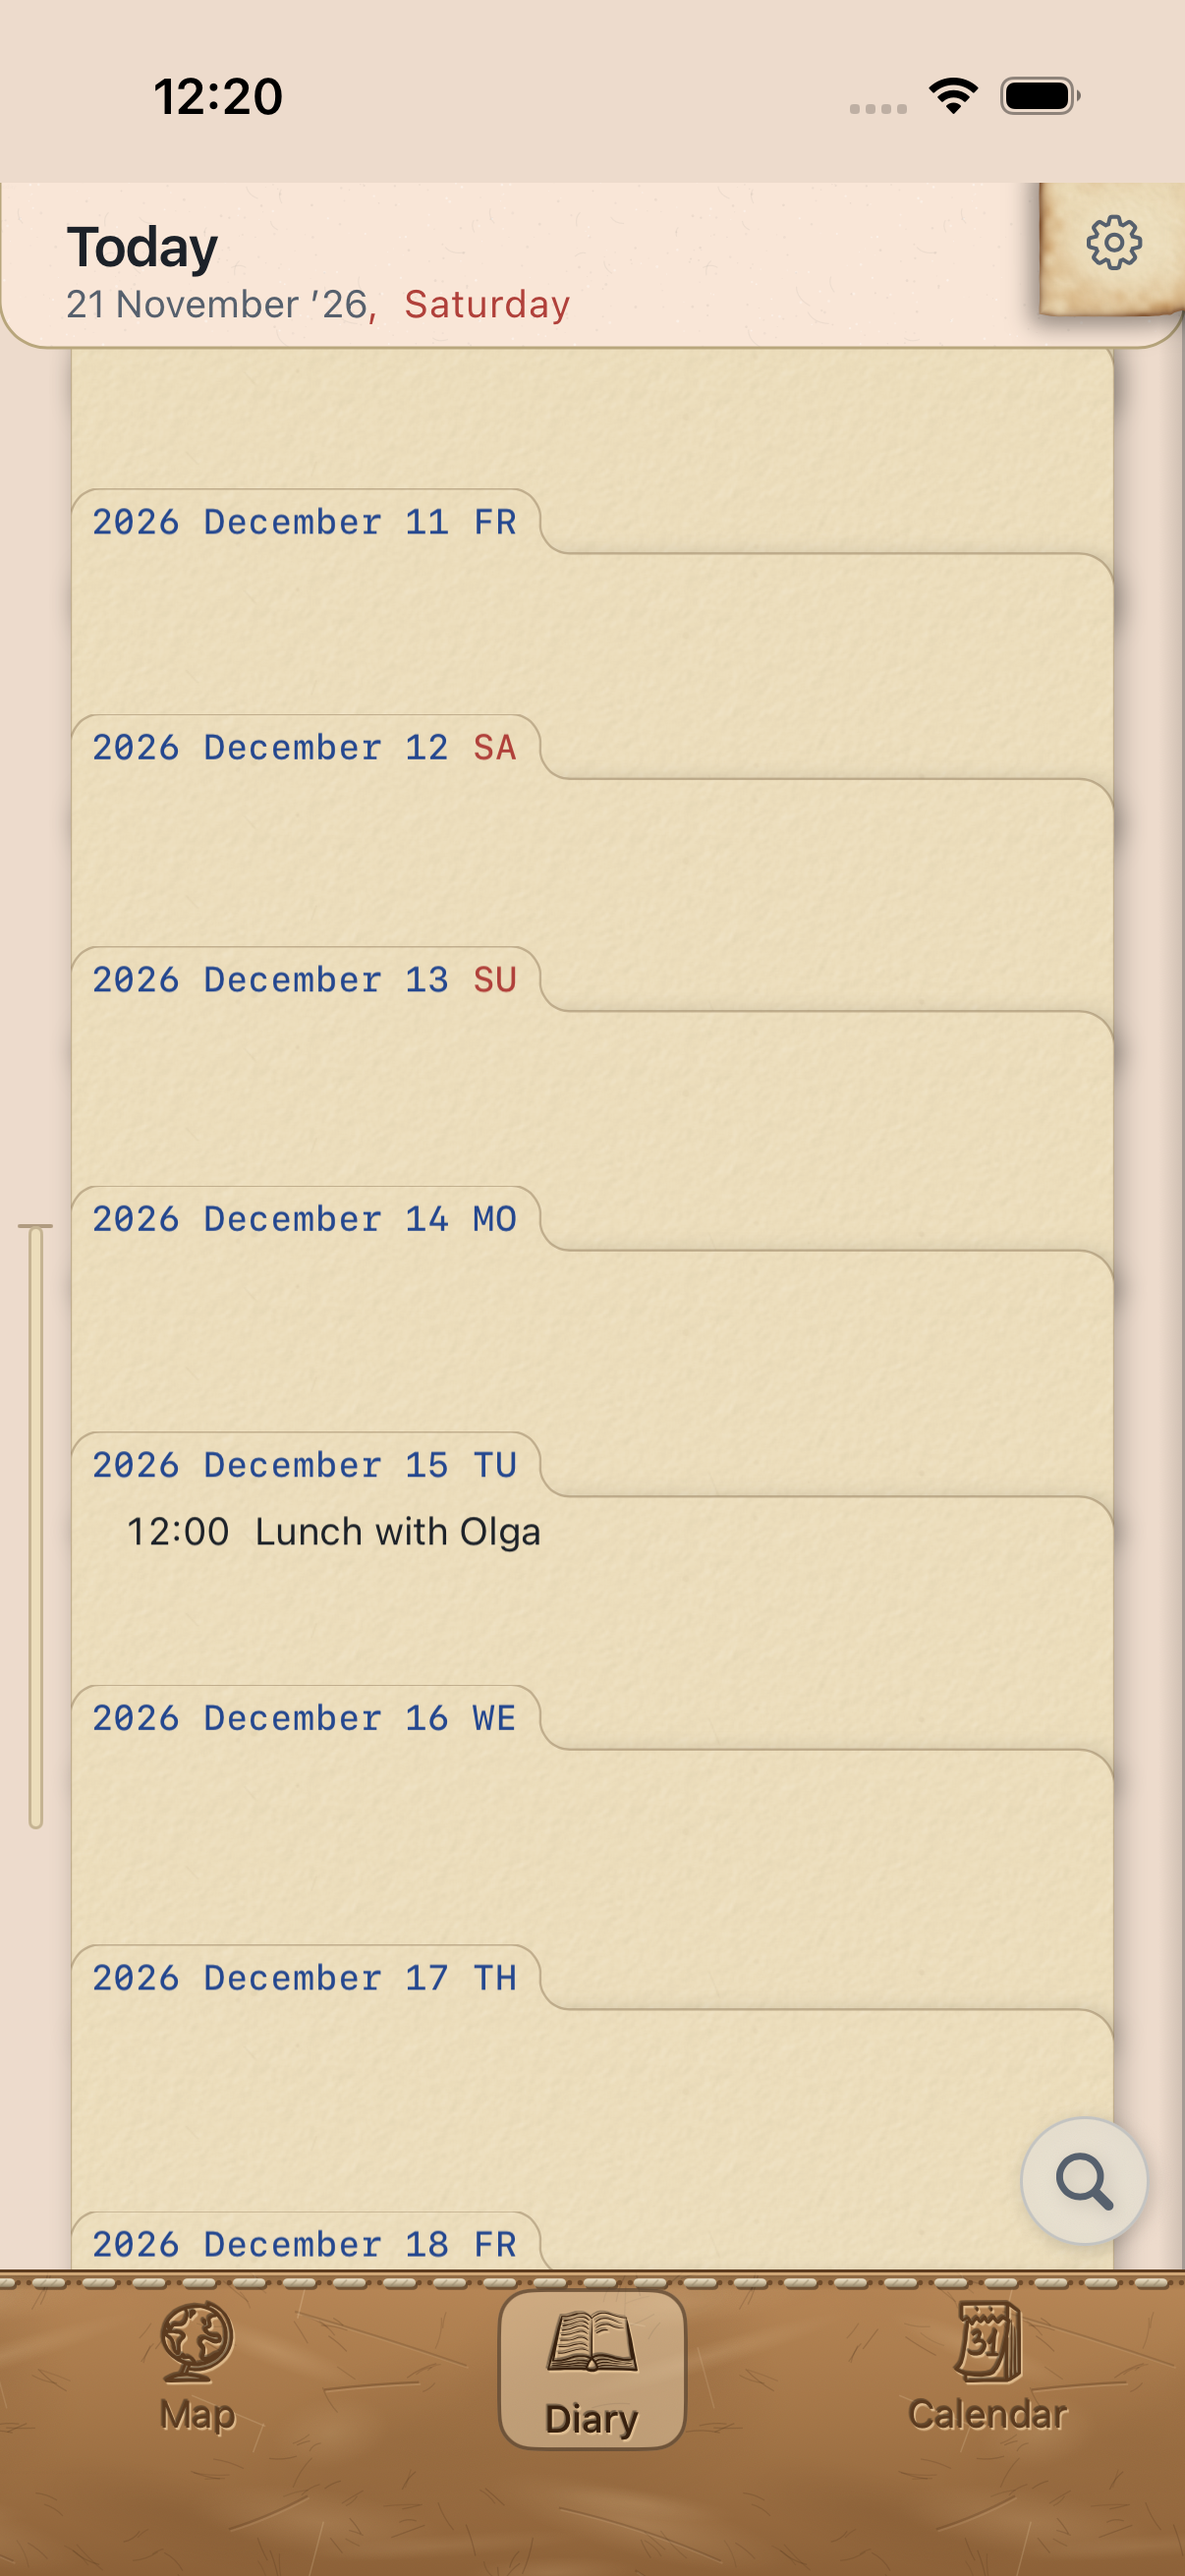 12:20
Today
21 November ’26, Saturday
2026 December 11 FR
2026 December 12 SA
2026 December 13 SU
2026 December 14 MO
2026 December 15 TU
12:00 Lunch with Olga
2026 December 16 WE
2026 December 17 TH
2026 December 18 FR
31
Map Diary Calendar